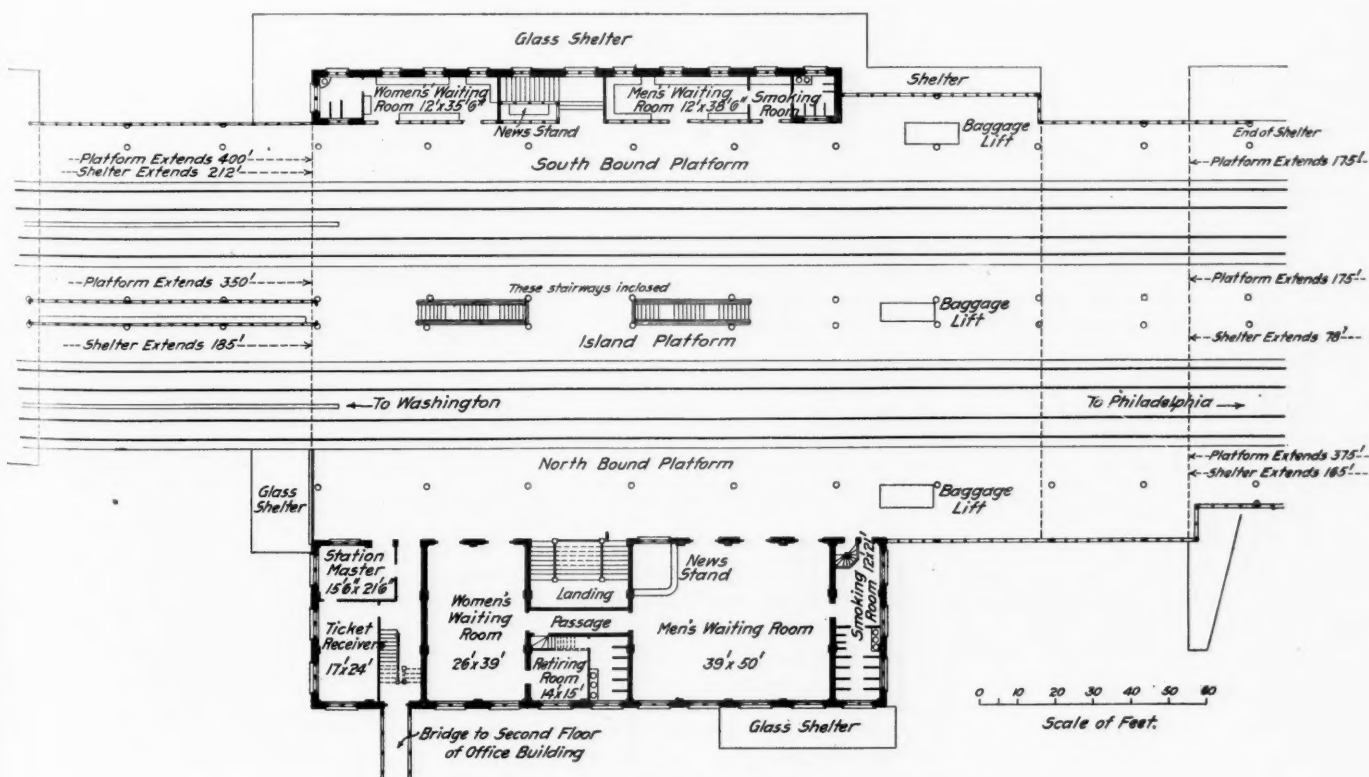 Glass Shelter
Women's Waiting
Room 12'x35'6"
News Stand
Men's Waiting
Room 12'x38'6"
Smoking
Room
Shelter
Baggage
Lift
End of Shelter
Platform Extends 400'
Shelter Extends 212'
South Bound Platform
Platform Extends 175'
Platform Extends 350'
These stairways inclosed
Baggage
Lift
Platform Extends 175'
Shelter Extends 185'
Island Platform
Shelter Extends 78'
To Washington
To Philadelphia
North Bound Platform
Platform Extends 375'
Shelter Extends 165'
Glass
Shelter
Baggage
Lift
Station
Master
15'6"x21'6"
News
Stand
Landing
Smoking
Room 12'x21'
Women's
Waiting
Room
26'x39'
Passage
Men's Waiting Room
39'x50'
Ticket
Receiver
17'x24'
Retiring
Room
14'x15'
0 10 20 30 40 50 60
Scale of Feet.
Glass Shelter
Bridge to Second Floor
of Office Building